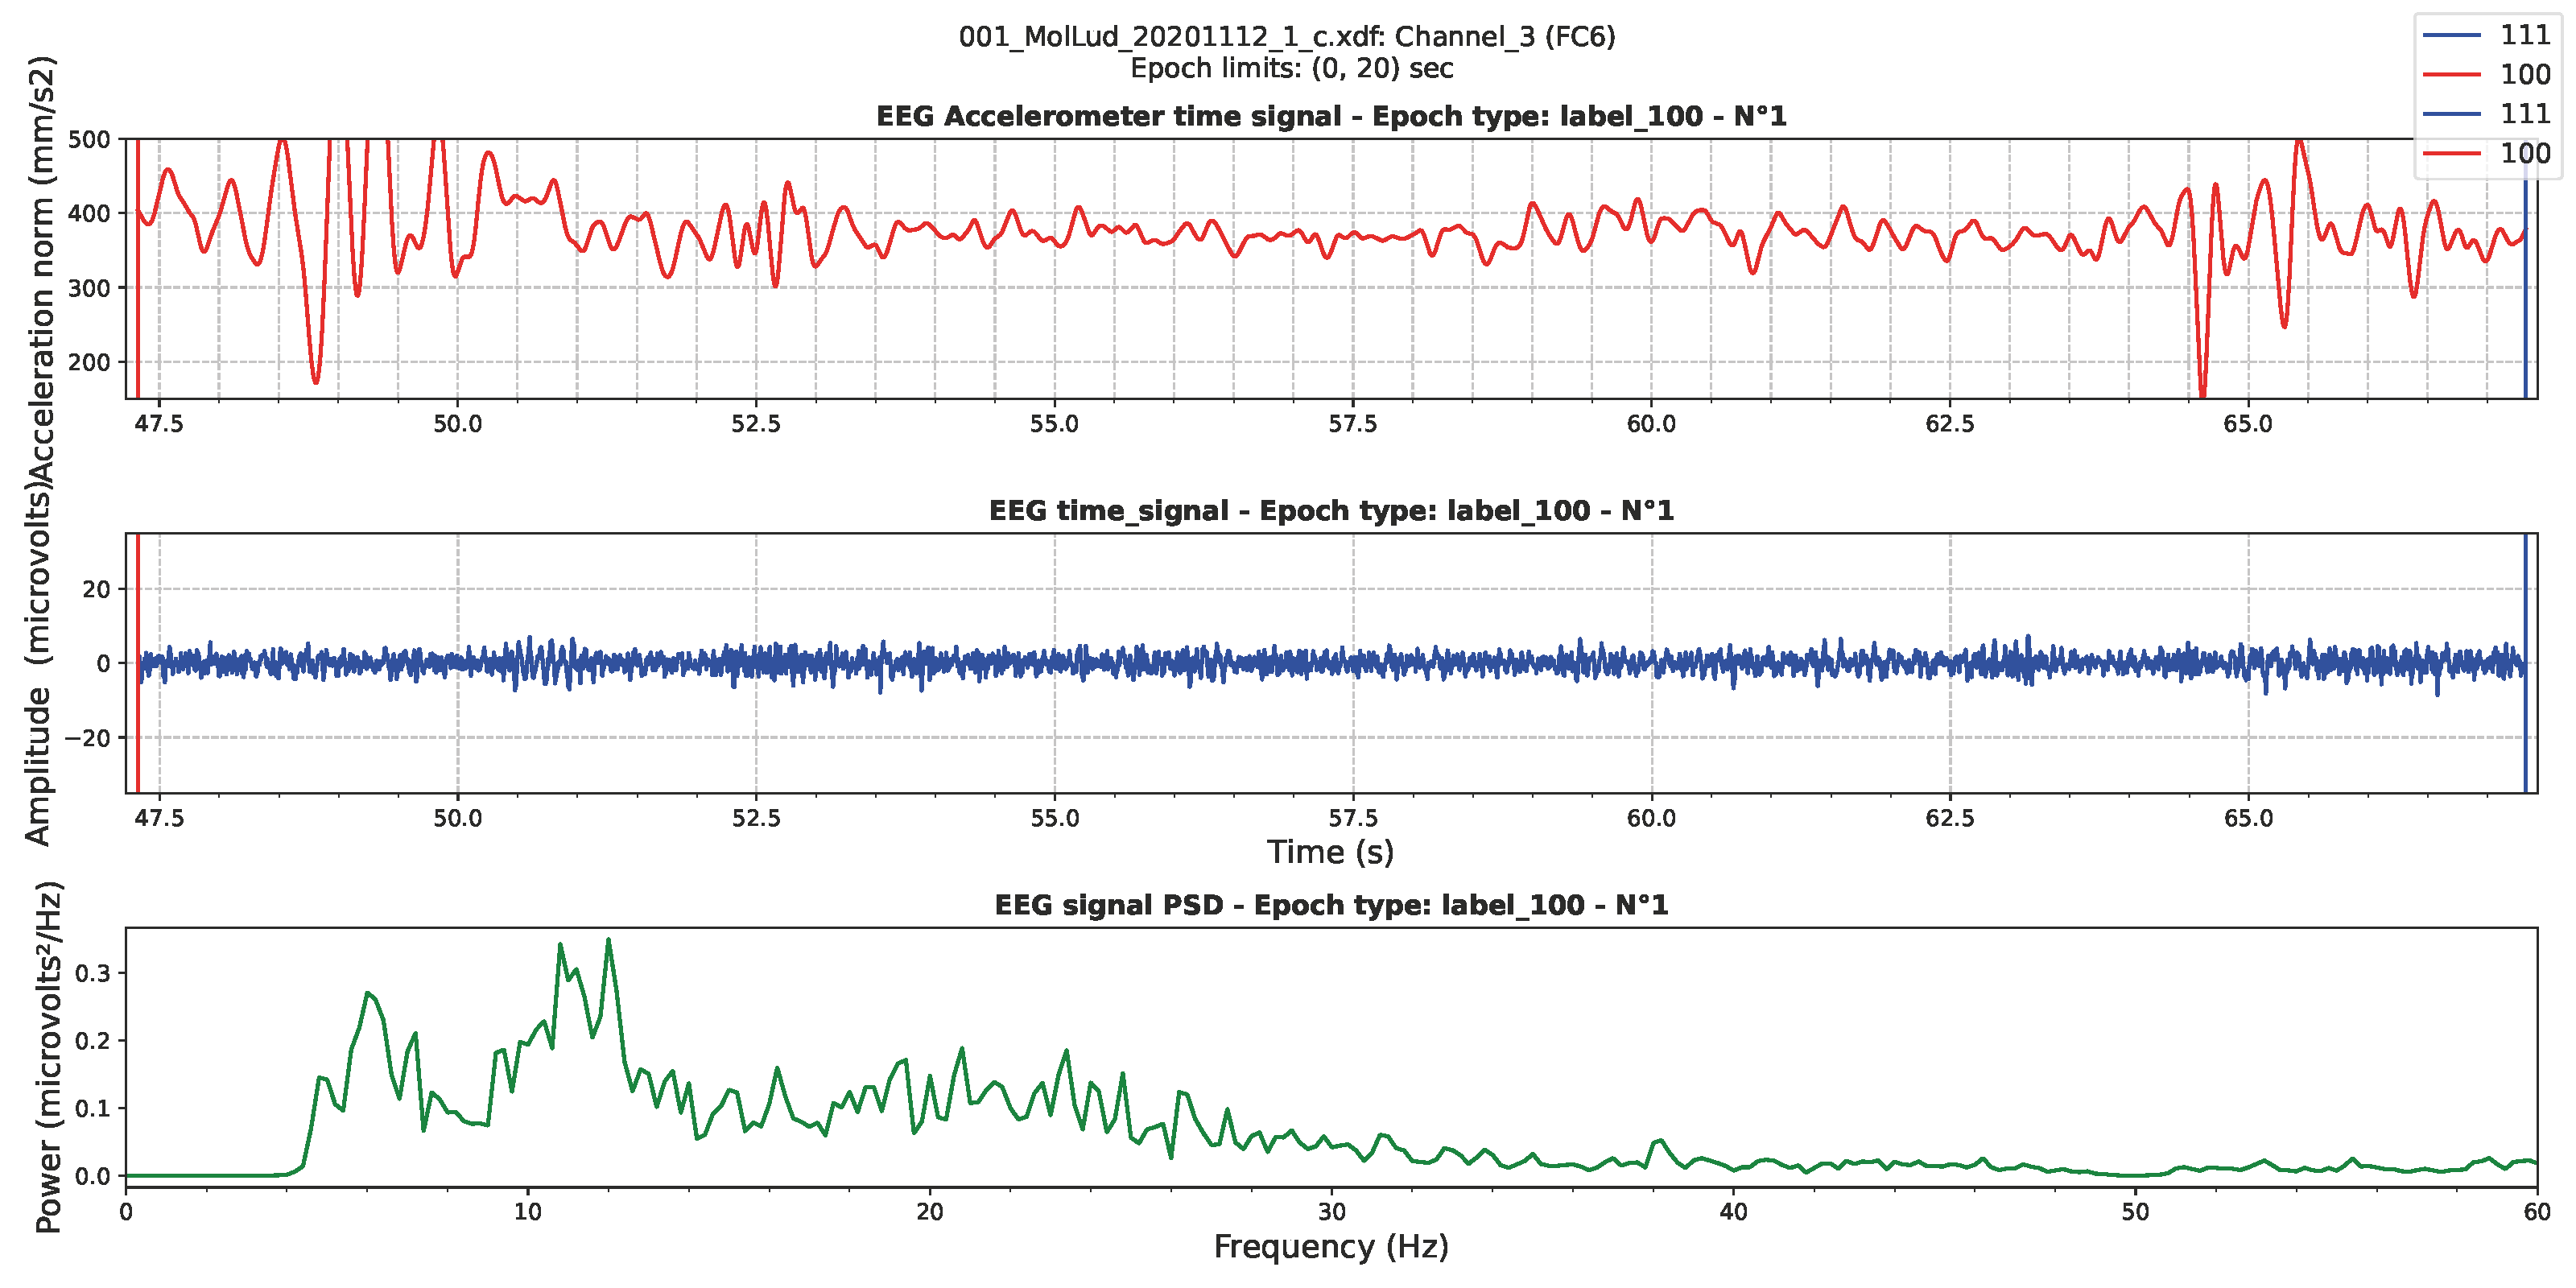 001_MolLud_20201112_1_c.xdf: Channel_3 (FC6)
Epoch limits: (0, 20) sec
111
100
111
100
EEG Accelerometer time signal - Epoch type: label_100 - N°1
Acceleration norm (mm/s2)
500
400
300
200
47.5 50.0 52.5 55.0 57.5 60.0 62.5 65.0
EEG time_signal - Epoch type: label_100 - N°1
Amplitude (microvolts)
20
0
−20
47.5 50.0 52.5 55.0 57.5 60.0 62.5 65.0
Time (s)
EEG signal PSD - Epoch type: label_100 - N°1
Power (microvolts²/Hz)
0.3
0.2
0.1
0.0
0 10 20 30 40 50 60
Frequency (Hz)